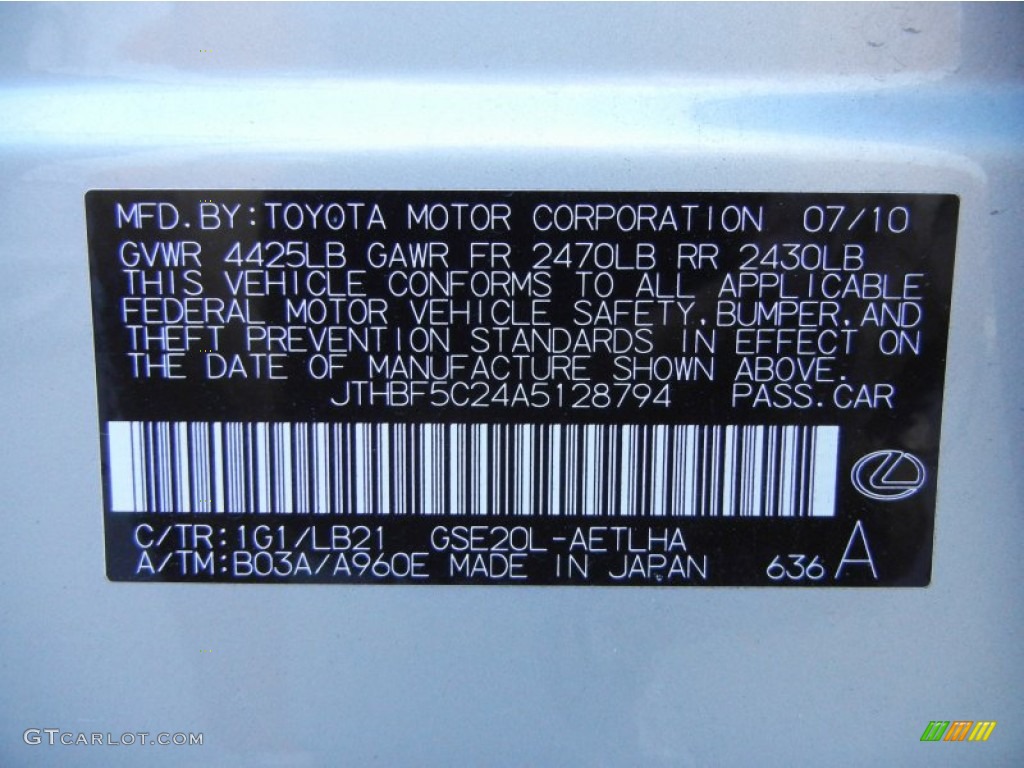 MFD.BY:TOYOTA MOTOR CORPORATION 07/10
GVWR 4425LB GAWR FR 2470LB RR 2430LB
THIS VEHICLE CONFORMS TO ALL APPLICABLE
FEDERAL MOTOR VEHICLE SAFETY,BUMPER,AND
THEFT PREVENTION STANDARDS IN EFFECT ON
THE DATE OF MANUFACTURE SHOWN ABOVE.
JTHBF5C24A5128794 PASS.CAR
C/TR:1G1/LB21 GSE20L-AETLHA
A/TM:B03A/A960E MADE IN JAPAN 636 A
GTCARLOT.COM